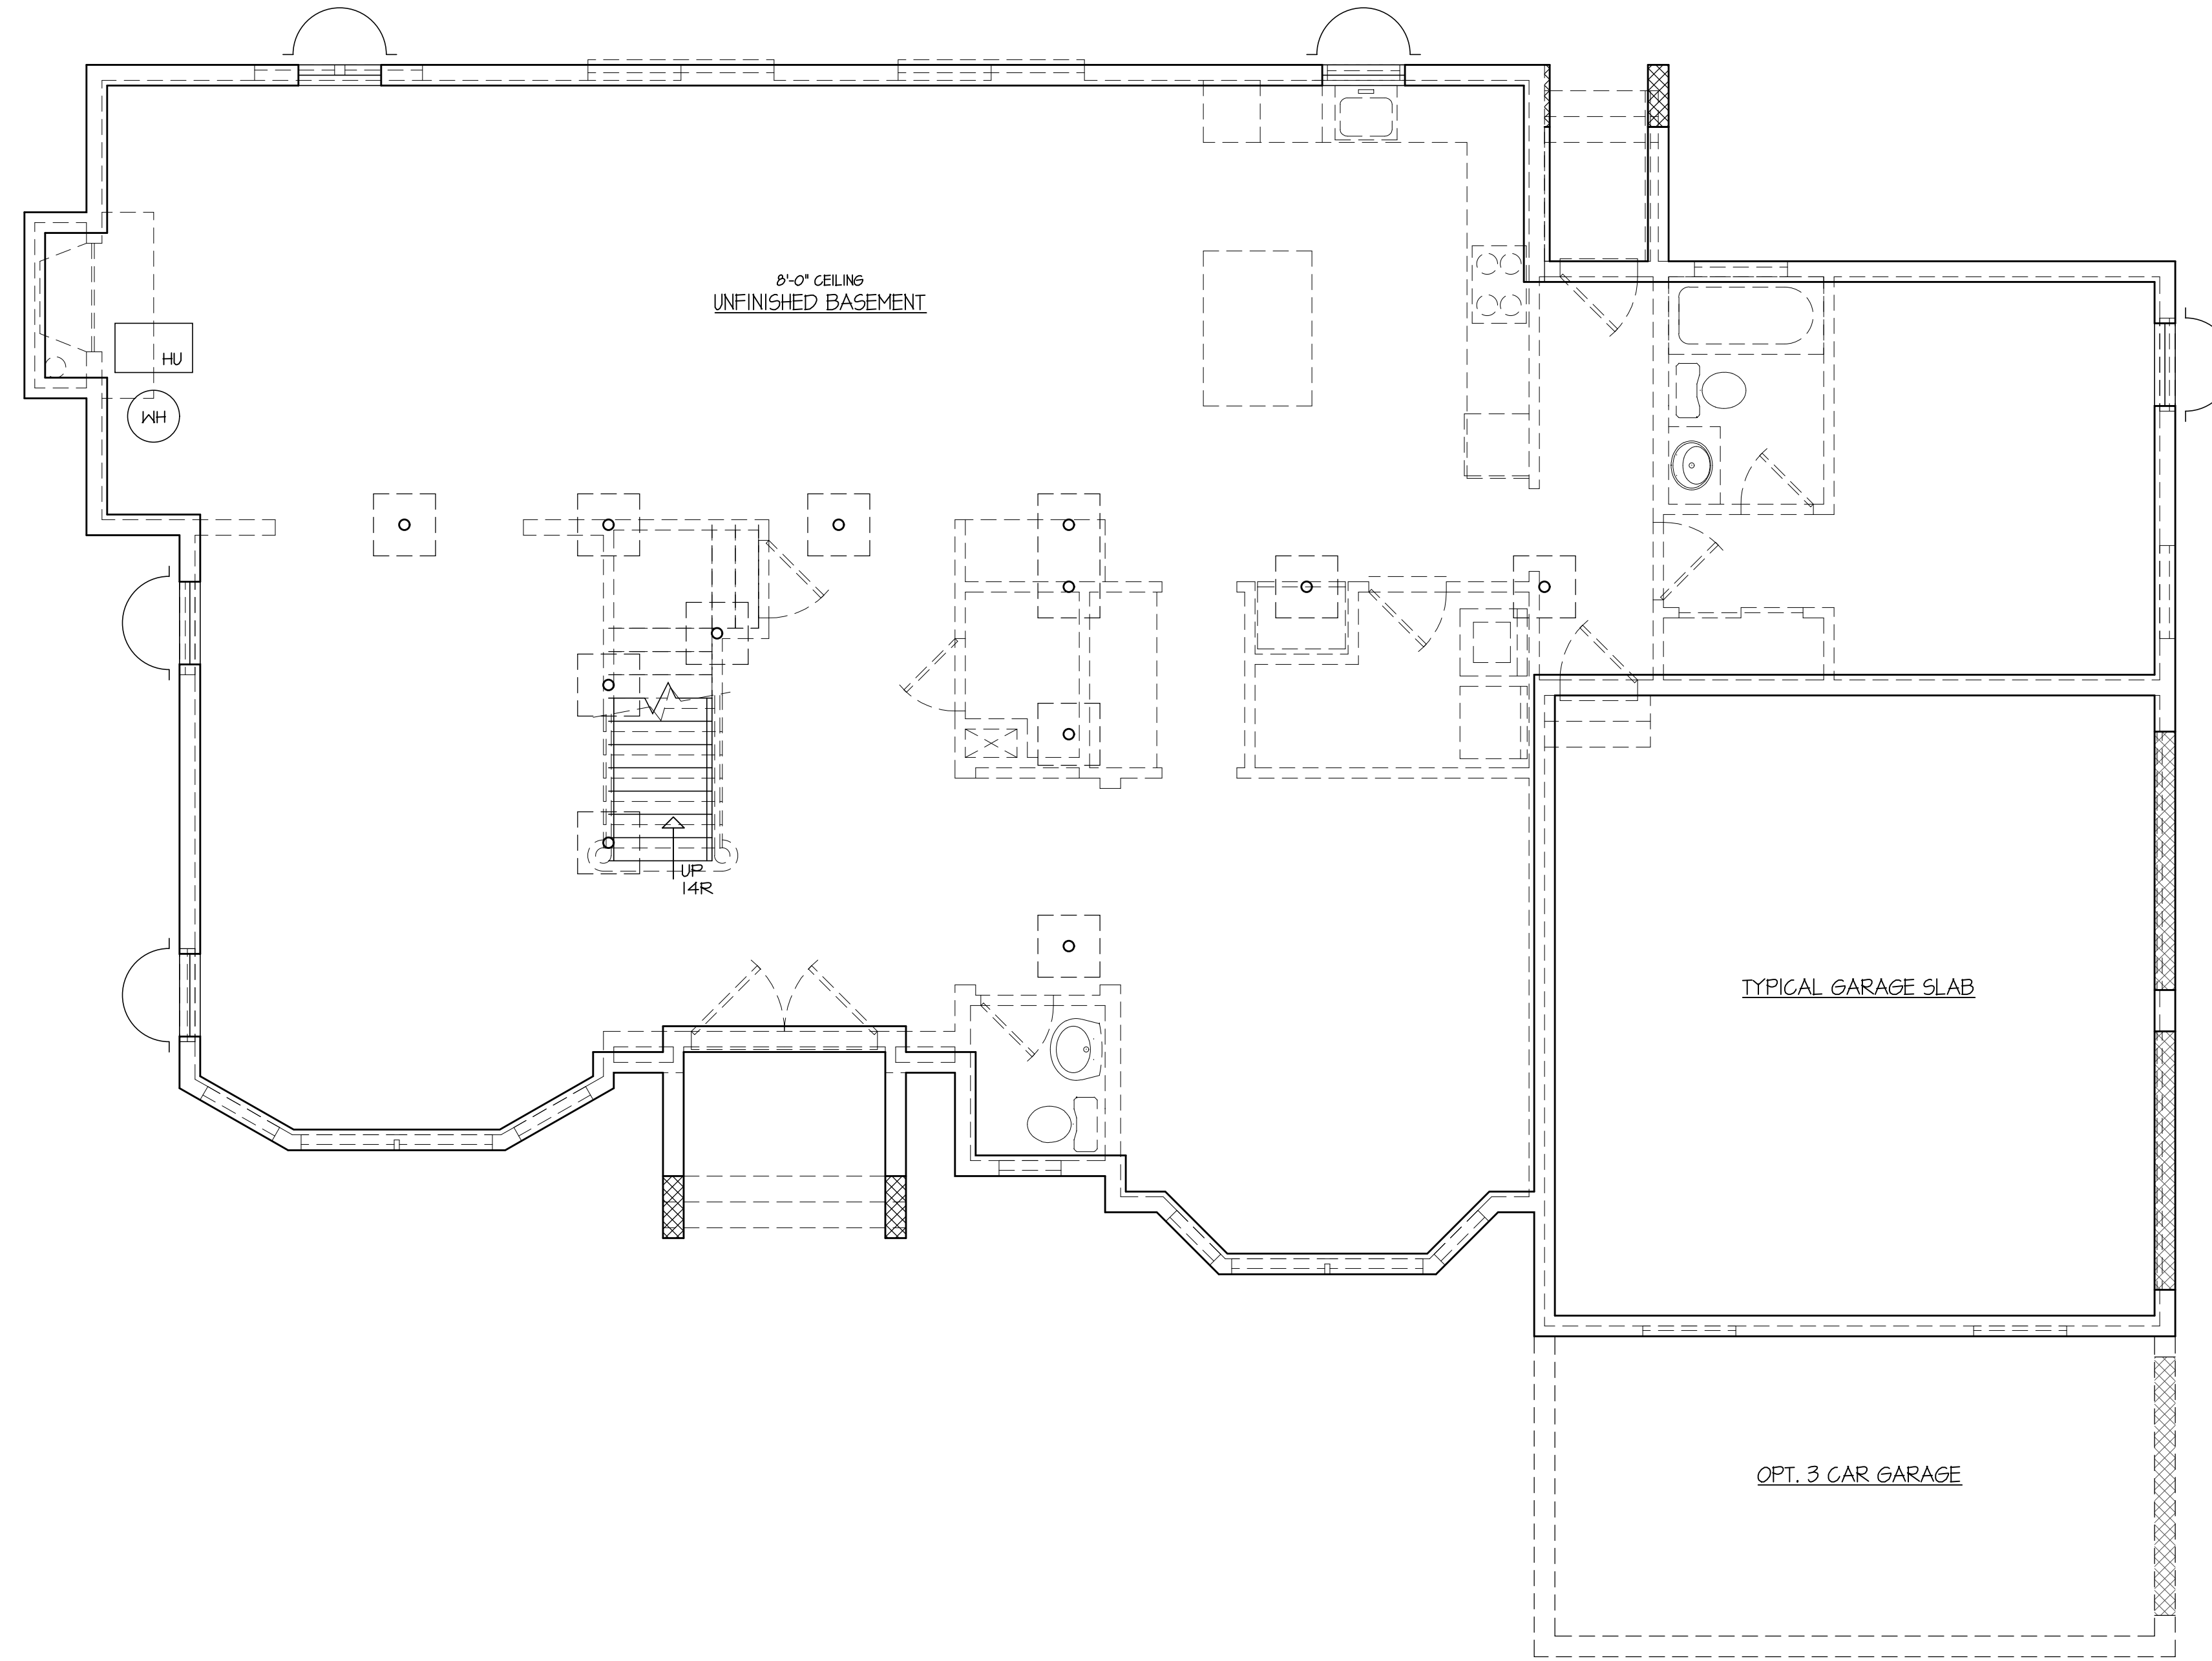 8'-0" CEILING
UNFINISHED BASEMENT
HU
WH
UP
14R
TYPICAL GARAGE SLAB
OPT. 3 CAR GARAGE